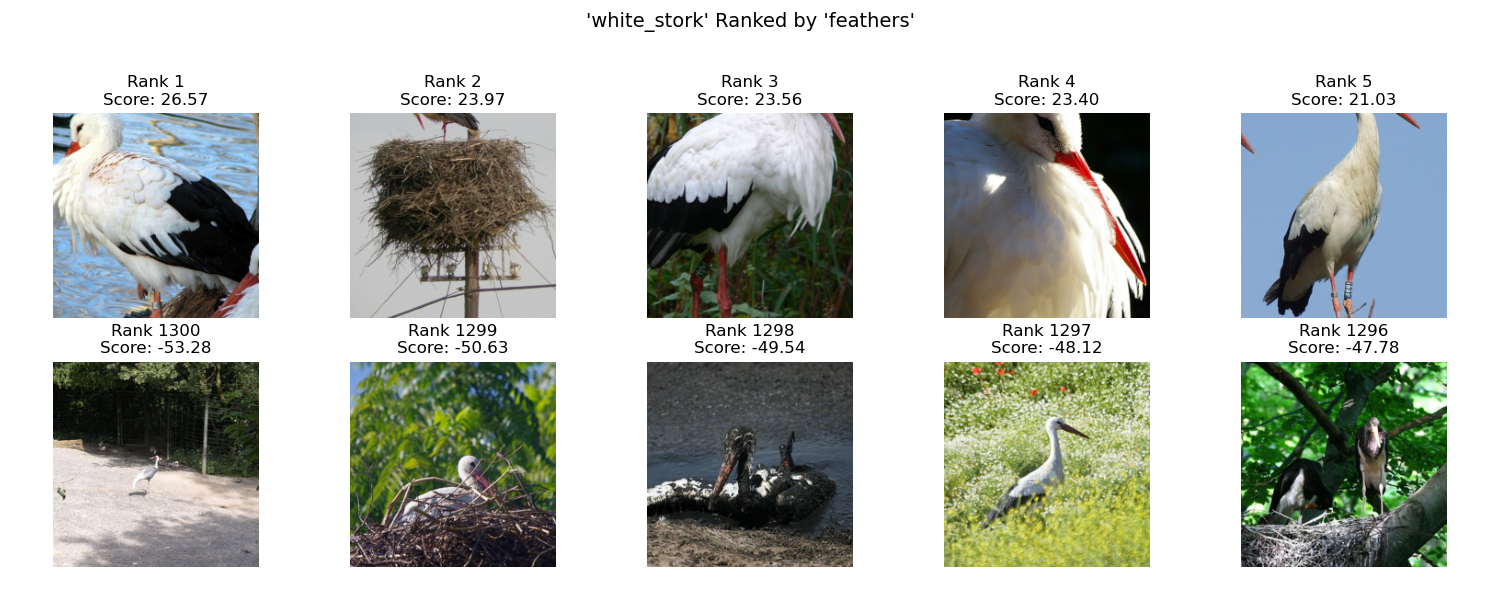 'white_stork' Ranked by 'feathers'
Rank 1
Score: 26.57
Rank 2
Score: 23.97
Rank 3
Score: 23.56
Rank 4
Score: 23.40
Rank 5
Score: 21.03
Rank 1300
Score: -53.28
Rank 1299
Score: -50.63
Rank 1298
Score: -49.54
Rank 1297
Score: -48.12
Rank 1296
Score: -47.78